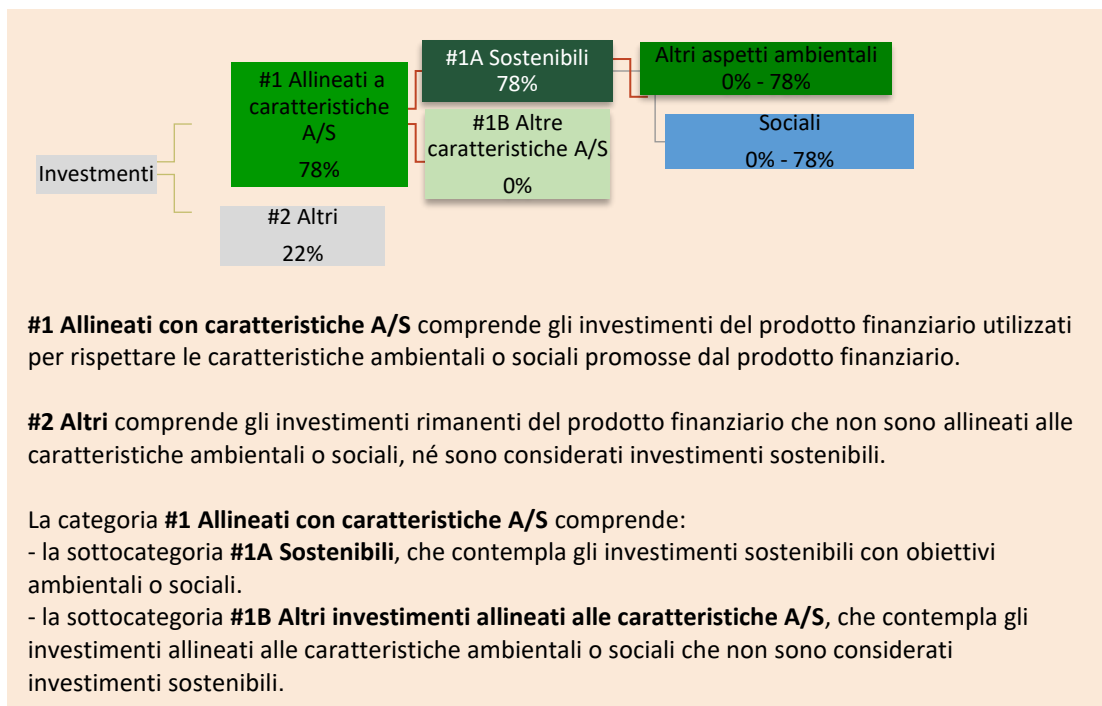 Investmenti
#1 Allineati a
caratteristiche
A/S
78%
#2 Altri
22%
#1A Sostenibili
78%
#1B Altre
caratteristiche A/S
0%
Altri aspetti ambientali
0% - 78%
Sociali
0% - 78%
#1 Allineati con caratteristiche A/S comprende gli investimenti del prodotto finanziario utilizzati
per rispettare le caratteristiche ambientali o sociali promosse dal prodotto finanziario.
#2 Altri comprende gli investimenti rimanenti del prodotto finanziario che non sono allineati alle
caratteristiche ambientali o sociali, né sono considerati investimenti sostenibili.
La categoria #1 Allineati con caratteristiche A/S comprende:
- la sottocategoria #1A Sostenibili, che contempla gli investimenti sostenibili con obiettivi
ambientali o sociali.
- la sottocategoria #1B Altri investimenti allineati alle caratteristiche A/S, che contempla gli
investimenti allineati alle caratteristiche ambientali o sociali che non sono considerati
investimenti sostenibili.